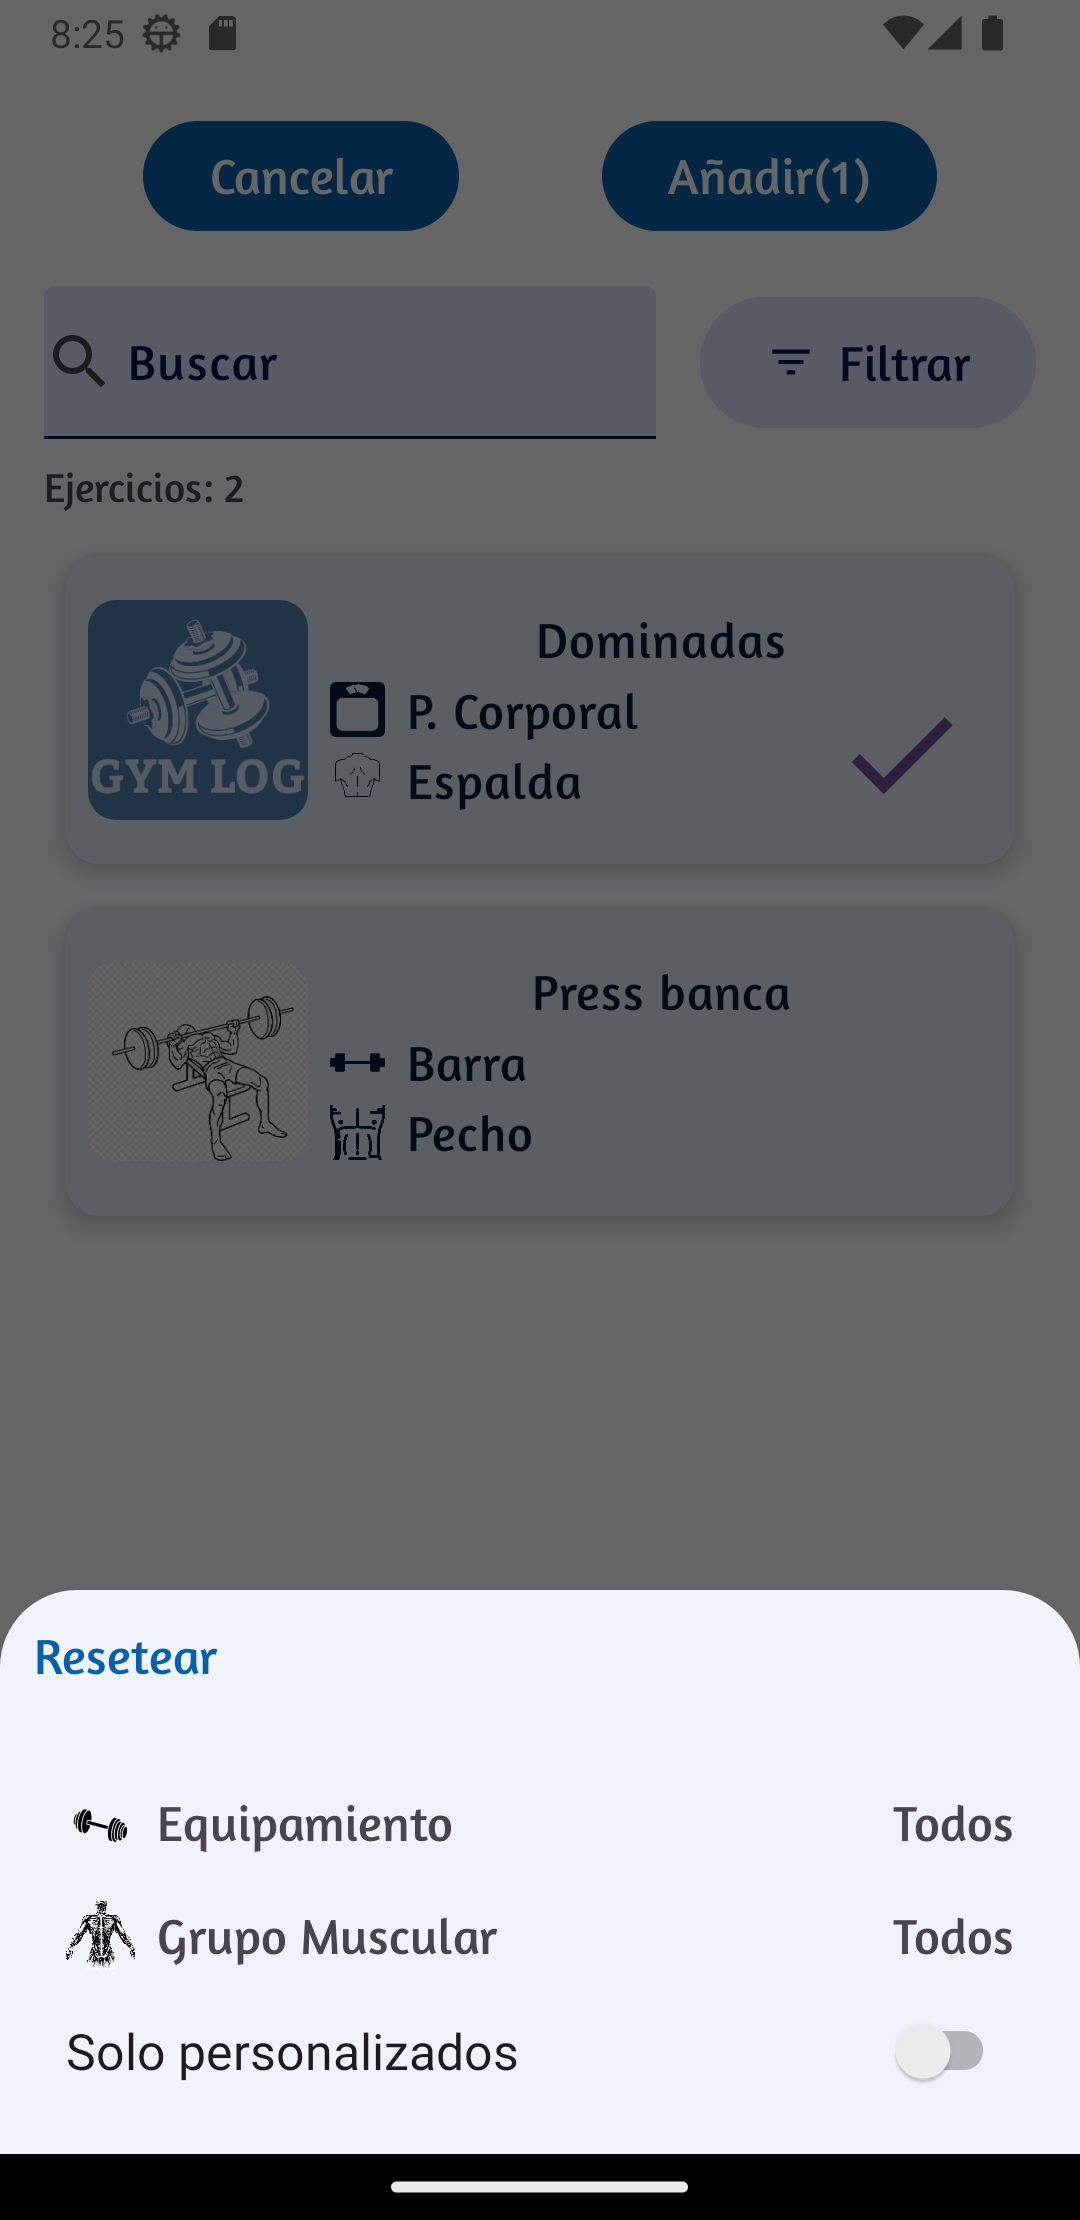 8:25
Cancelar
Añadir(1)
Buscar
Filtrar
Ejercicios: 2
Dominadas
P. Corporal
Espalda
GYM LOG
Press banca
Barra
Pecho
Resetear
Equipamiento Todos
Grupo Muscular Todos
Solo personalizados